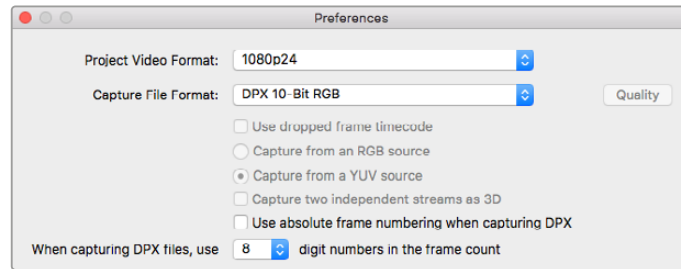 Preferences
Project Video Format: 1080p24
Capture File Format: DPX 10-Bit RGB Quality
Use dropped frame timecode
Capture from an RGB source
Capture from a YUV source
Capture two independent streams as 3D
Use absolute frame numbering when capturing DPX
When capturing DPX files, use 8 digit numbers in the frame count